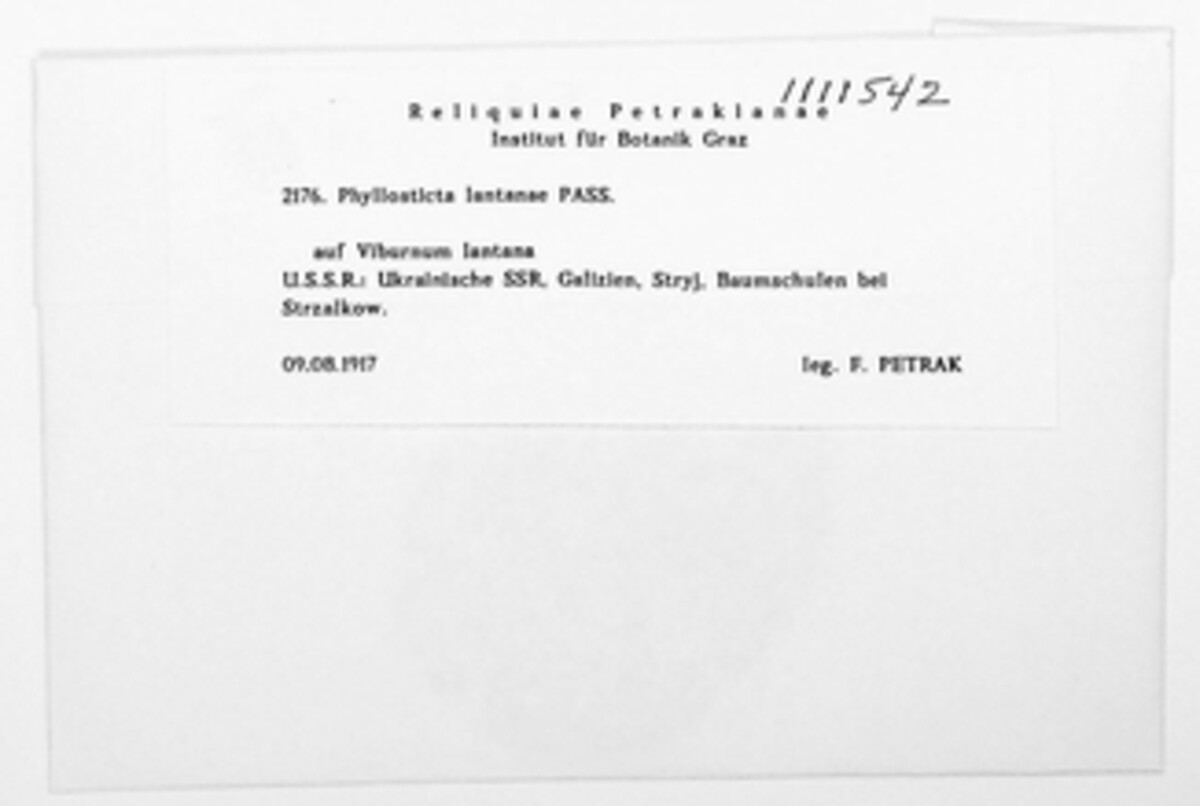 1111542
Reliquiae Petrakianae
Institut für Botanik Graz
2176. Phyllosticta lantanae PASS.
auf Viburnum lantana
U.S.S.R.: Ukrainische SSR, Galizien, Stryj, Baumschulen bei
Strzalkow.
09.08.1917 leg. F. PETRAK